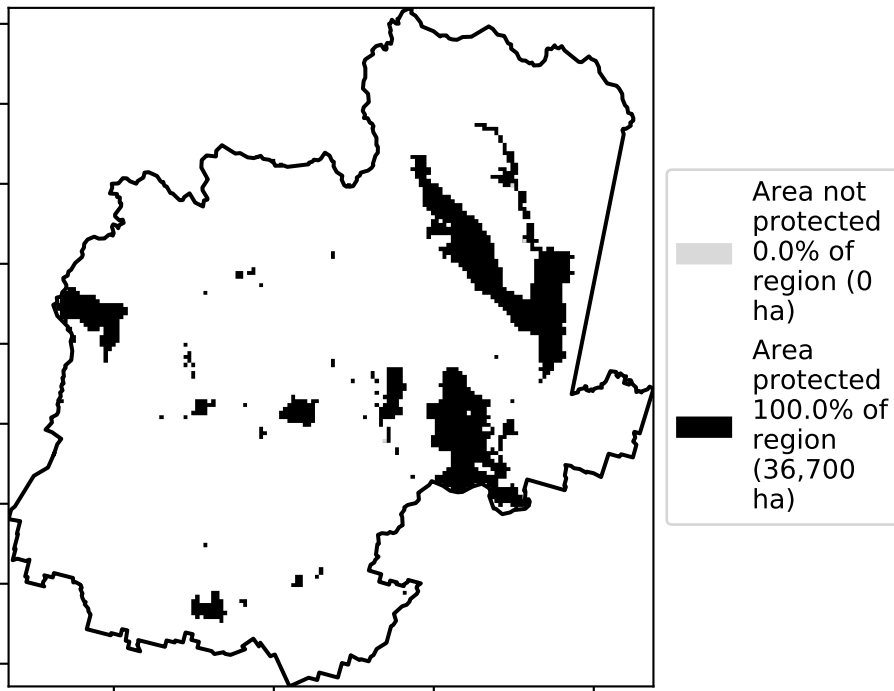 Area not
protected
0.0% of
region (0
ha)
Area
protected
100.0% of
region
(36,700
ha)